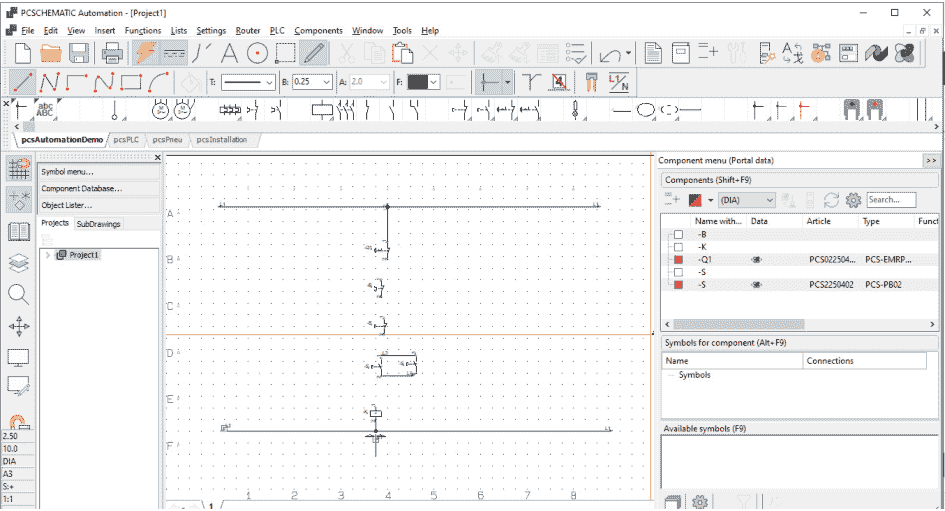 PCSCHEMATIC Automation - [Project1]
File Edit View Insert Functions Lists Settings Router PLC Components Window Tools Help
T: B: 0.25 A: 2.0 F: L1/N
abc
ABC
pcsAutomationDemo pcsPLC pcsPneu pcsInstallation
Symbol menu...
Component Database...
Object Lister...
Projects SubDrawings
Project1
2.50
10.0
DIA
A3
S:+
1:1
A
B
C
D
E
F
1 2 3 4 5 6 7 8
1
Component menu (Portal data) >>
Components (Shift+F9)
(DIA) Search...
Name with... Data Article Type Funct
-B
-K
-Q1 PCS022504... PCS-EMRP...
-S
-S PCS2250402 PCS-PB02
Symbols for component (Alt+F9)
Name Connections
Symbols
Available symbols (F9)